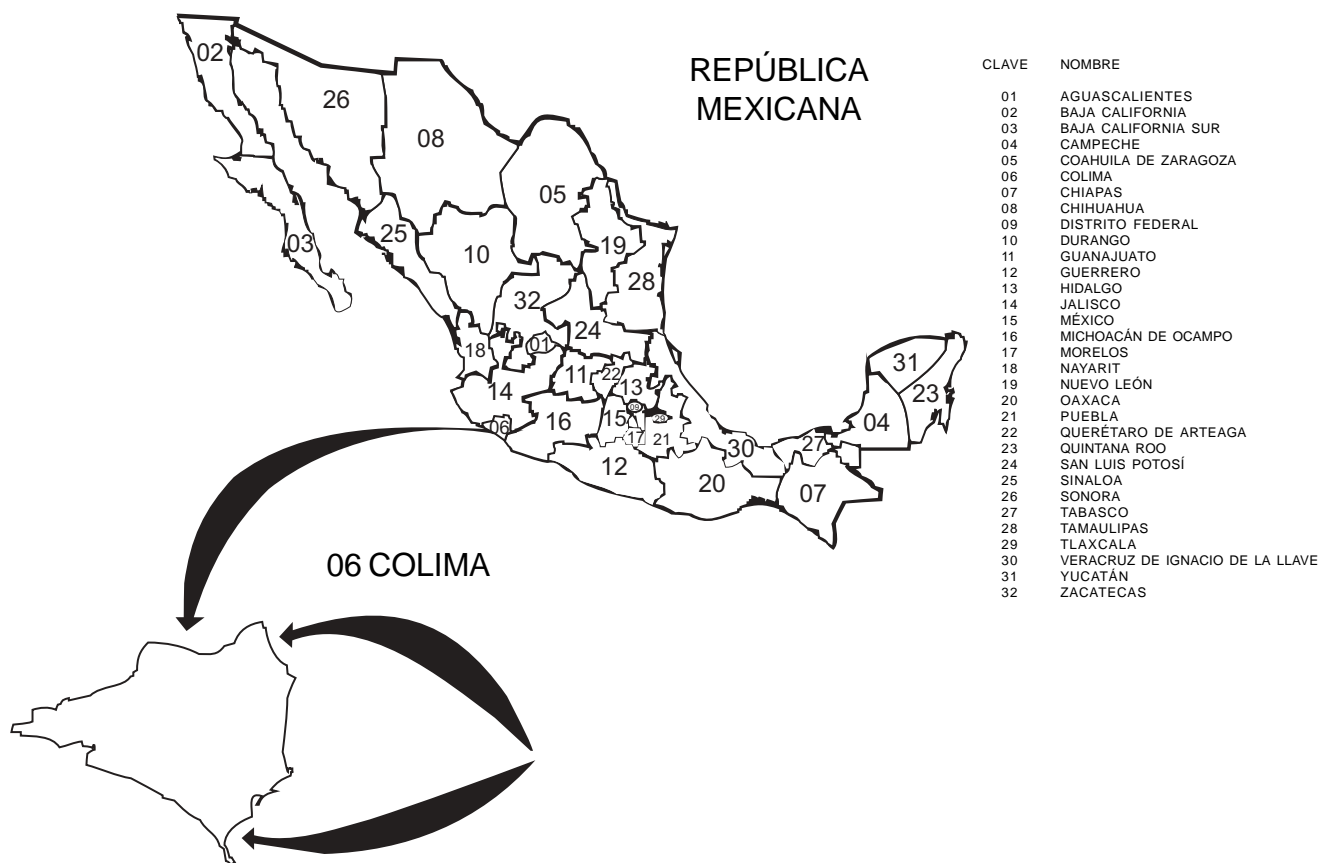 REPÚBLICA
MEXICANA
CLAVE NOMBRE
01 AGUASCALIENTES
02 BAJA CALIFORNIA
03 BAJA CALIFORNIA SUR
04 CAMPECHE
05 COAHUILA DE ZARAGOZA
06 COLIMA
07 CHIAPAS
08 CHIHUAHUA
09 DISTRITO FEDERAL
10 DURANGO
11 GUANAJUATO
12 GUERRERO
13 HIDALGO
14 JALISCO
15 MÉXICO
16 MICHOACÁN DE OCAMPO
17 MORELOS
18 NAYARIT
19 NUEVO LEÓN
20 OAXACA
21 PUEBLA
22 QUERÉTARO DE ARTEAGA
23 QUINTANA ROO
24 SAN LUIS POTOSÍ
25 SINALOA
26 SONORA
27 TABASCO
28 TAMAULIPAS
29 TLAXCALA
30 VERACRUZ DE IGNACIO DE LA LLAVE
31 YUCATÁN
32 ZACATECAS
02
26
08
05
25
03
10
19
28
32
24
18
01
31
11
22
13
14
23
09
06
16
15
29
04
17
21
30
27
12
20
07
06 COLIMA